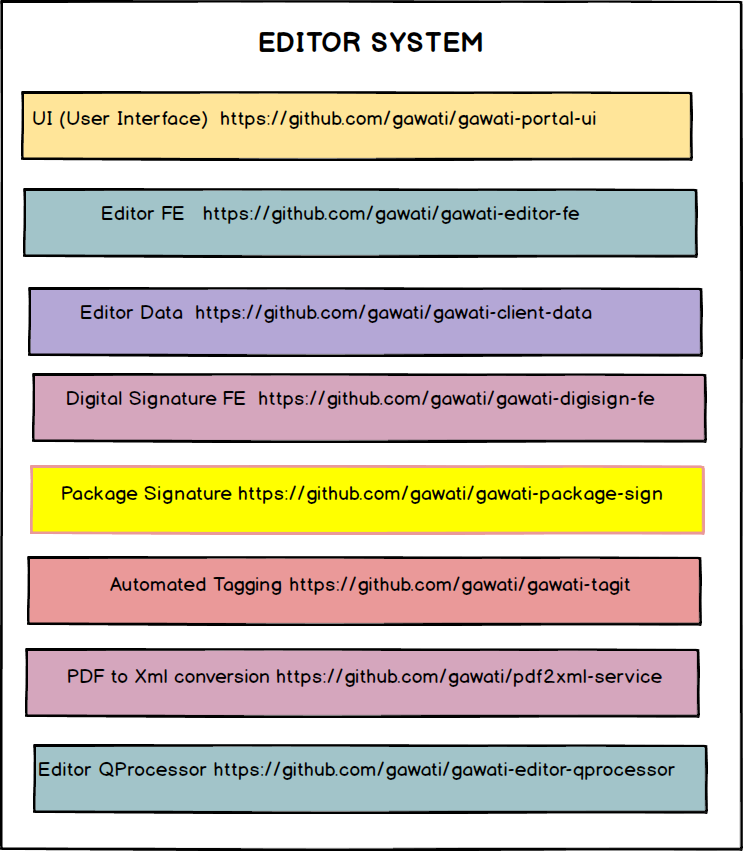 EDITOR SYSTEM
UI (User Interface) https://github.com/gawati/gawati-portal-ui
Editor FE https://github.com/gawati/gawati-editor-fe
Editor Data https://github.com/gawati/gawati-client-data
Digital Signature FE https://github.com/gawati/gawati-digisign-fe
Package Signature https://github.com/gawati/gawati-package-sign
Automated Tagging https://github.com/gawati/gawati-tagit
PDF to Xml conversion https://github.com/gawati/pdf2xml-service
Editor QProcessor https://github.com/gawati/gawati-editor-qprocessor